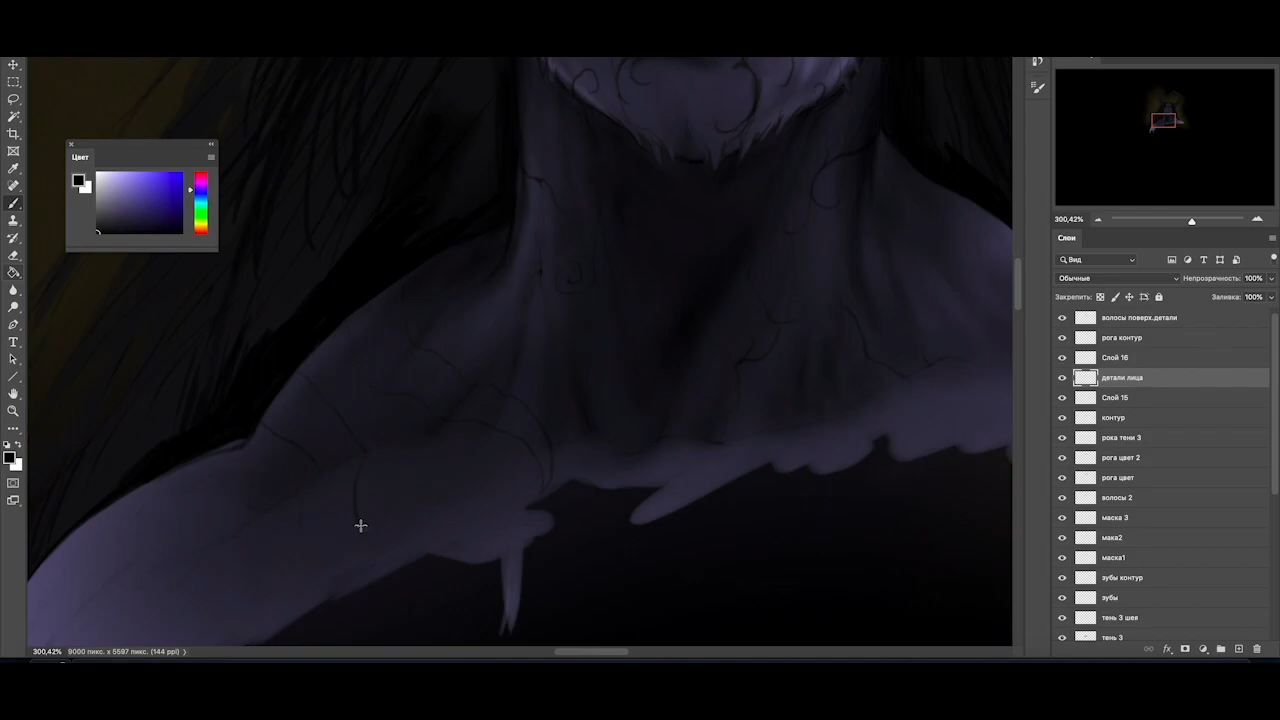 Цвет
300,42%
Слои
Вид
Обычные
Непрозрачность: 100%
Закрепить:
Заливка: 100%
волосы поверх.детали
рога контур
Слой 16
детали лица
Слой 15
контур
рока тени 3
рога цвет 2
рога цвет
волосы 2
маска 3
мака2
маска1
зубы контур
зубы
тень 3 шея
тень 3
300,42%
9000 пикс. x 5597 пикс. (144 ppi)